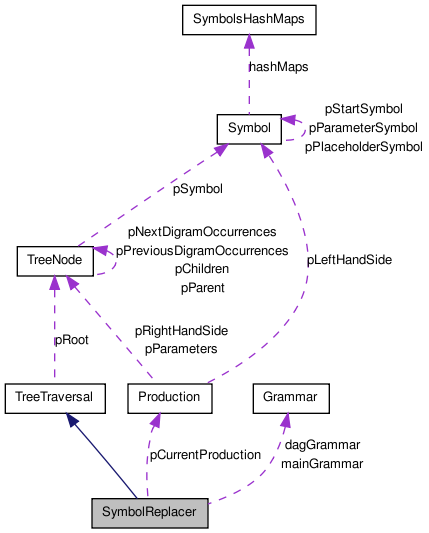 SymbolsHashMaps
hashMaps
Symbol
pStartSymbol
pParameterSymbol
pPlaceholderSymbol
pSymbol
pNextDigramOccurrences
pPreviousDigramOccurrences
pChildren
pParent
TreeNode
pLeftHandSide
pRoot
pRightHandSide
pParameters
TreeTraversal
Production
Grammar
pCurrentProduction
dagGrammar
mainGrammar
SymbolReplacer